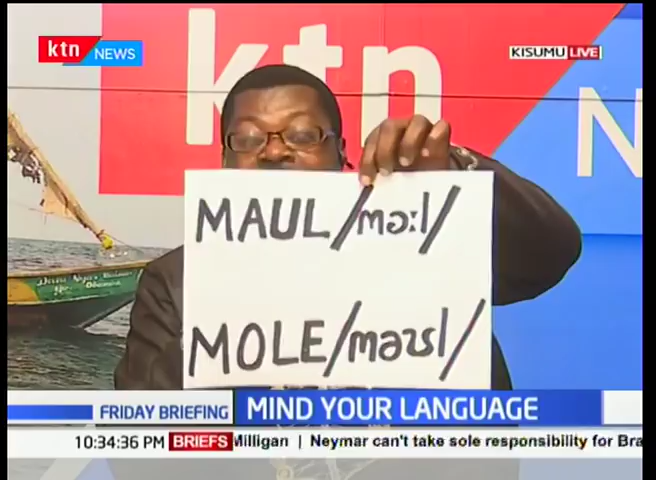 ktn NEWS
KISUMU LIVE
ktn
N
MAUL /mə:l/
MOLE /məʊl/
FRIDAY BRIEFING MIND YOUR LANGUAGE
10:34:36 PM BRIEFS Milligan | Neymar can't take sole responsibility for Bra